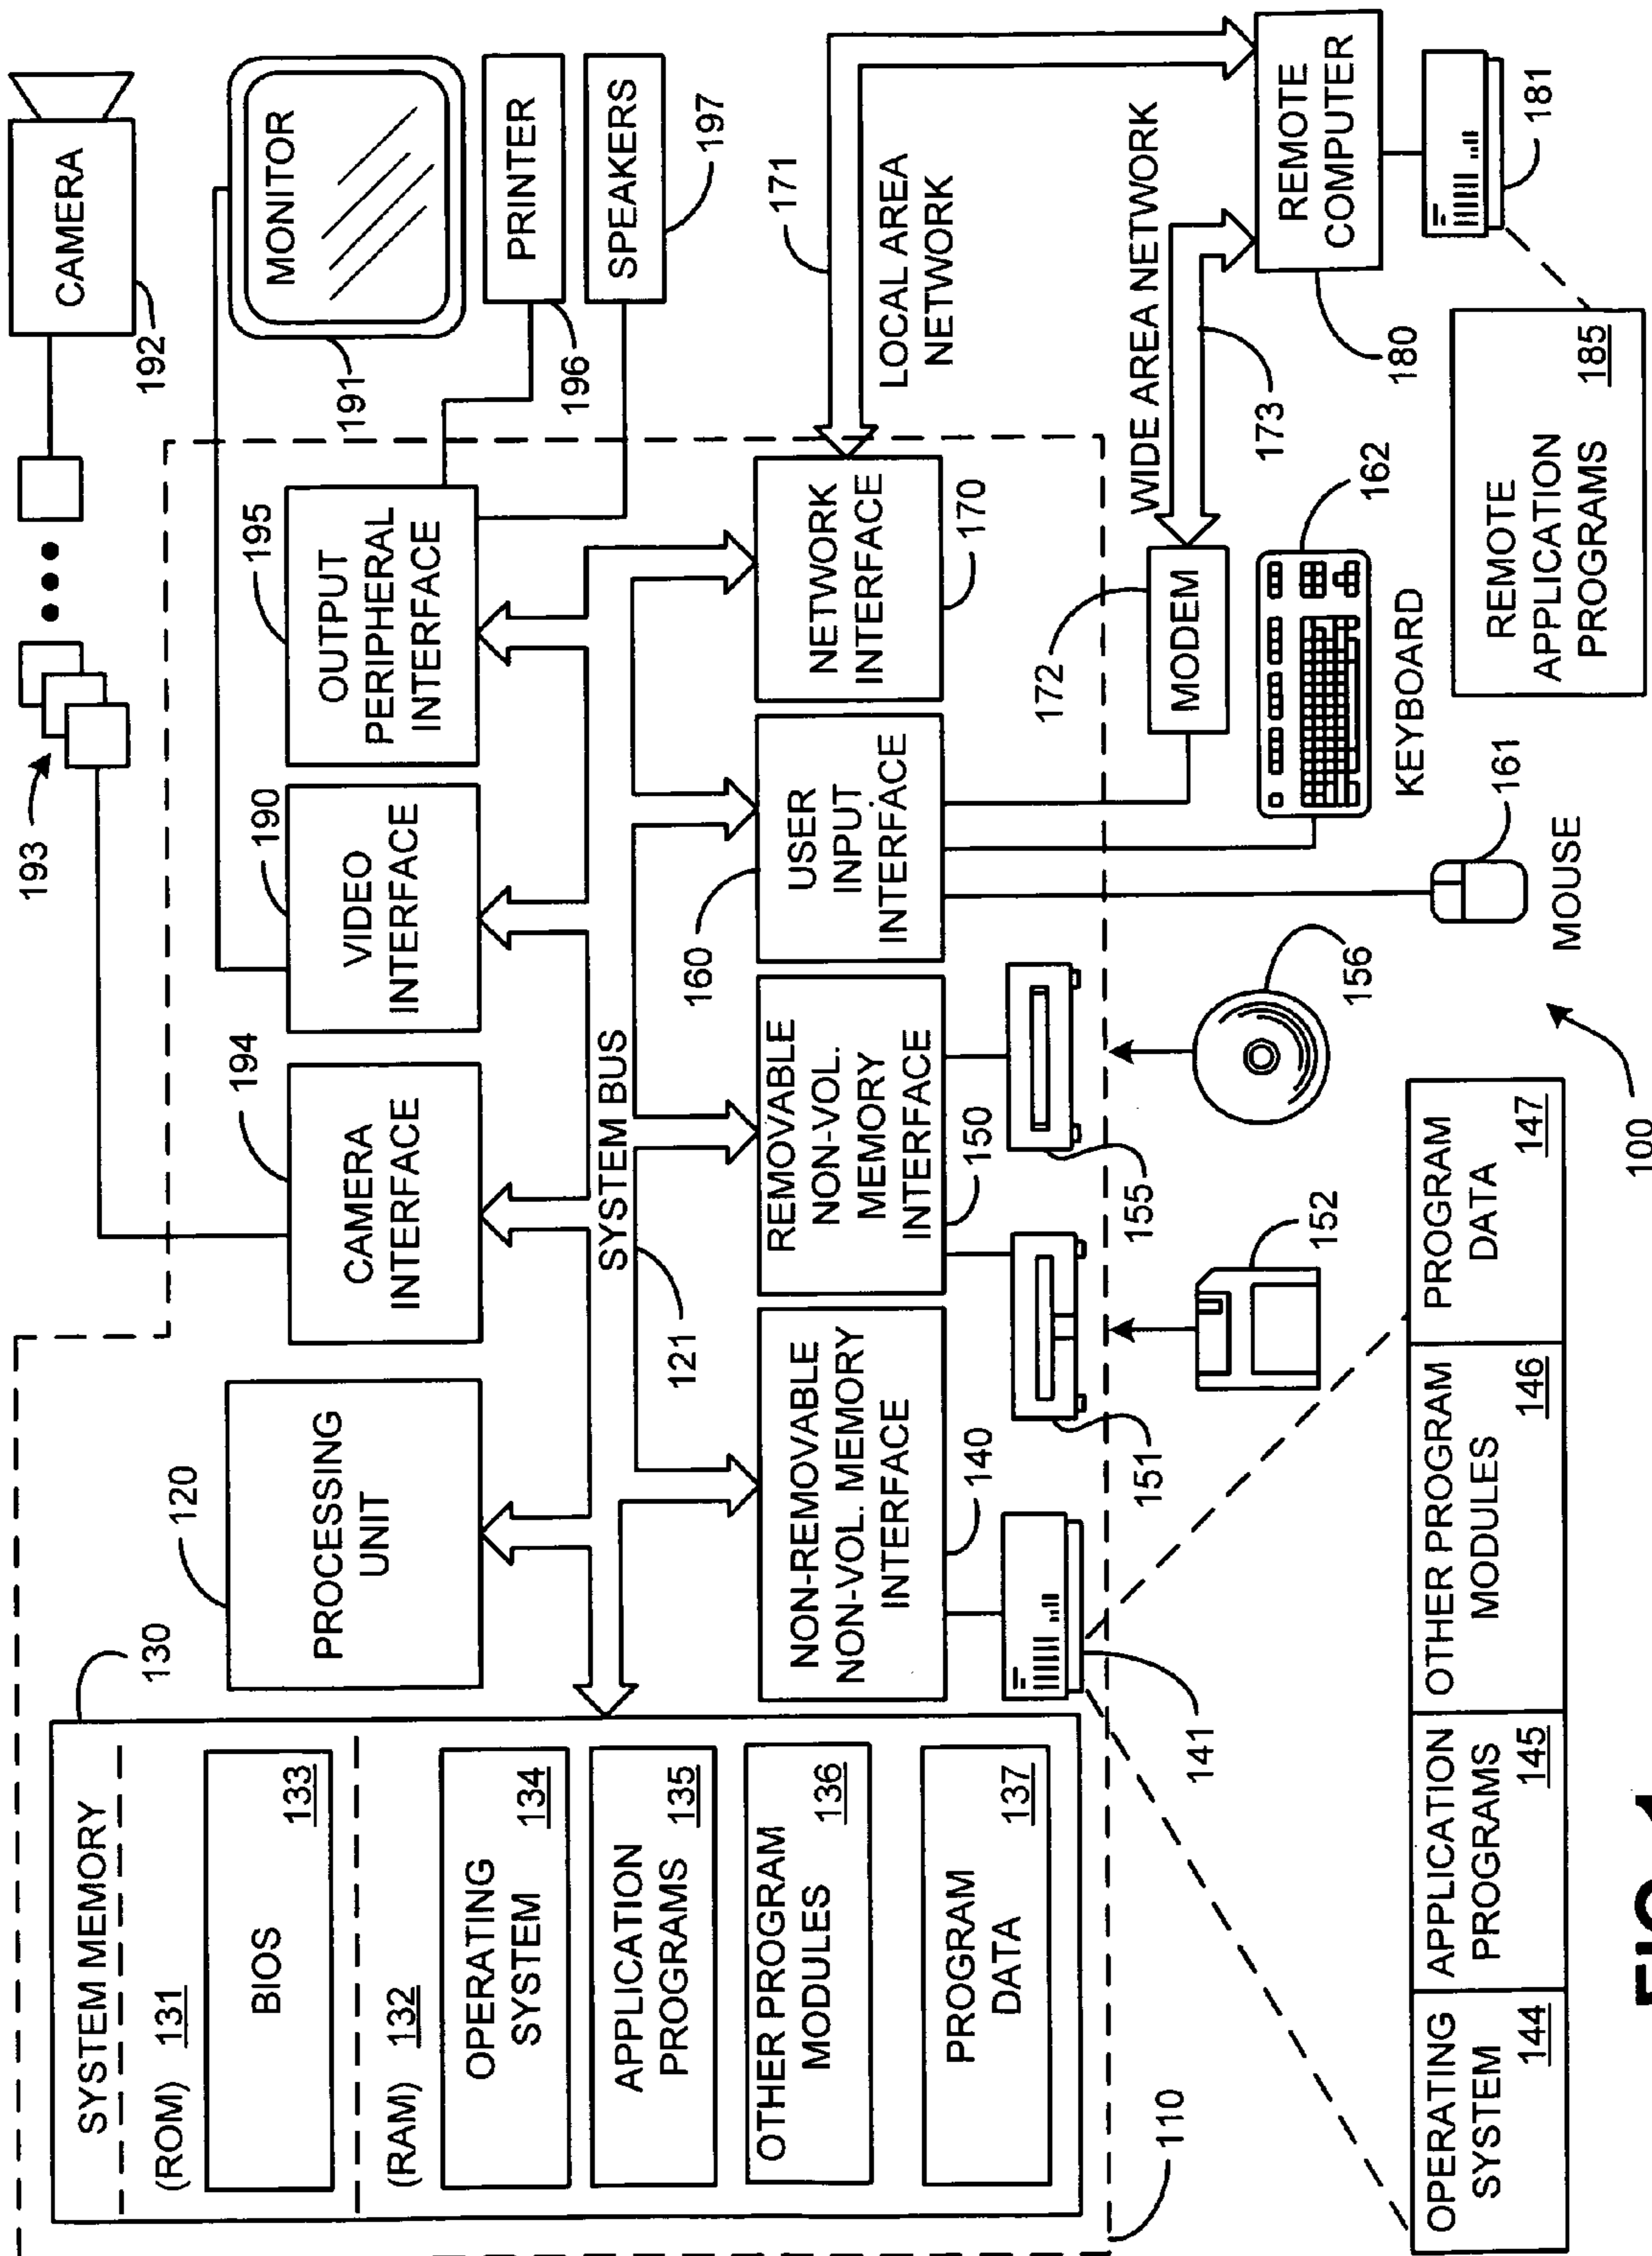 CAMERA
192
193
MONITOR
191
PRINTER
196
SPEAKERS
197
130
120
194
190
195
SYSTEM MEMORY
(ROM) 131
BIOS
133
(RAM) 132
OPERATING
SYSTEM
134
APPLICATION
PROGRAMS
135
OTHER PROGRAM
MODULES
136
PROGRAM
DATA
137
PROCESSING
UNIT
CAMERA
INTERFACE
VIDEO
INTERFACE
OUTPUT
PERIPHERAL
INTERFACE
SYSTEM BUS
121
NON-REMOVABLE
NON-VOL. MEMORY
INTERFACE
140
REMOVABLE
NON-VOL.
MEMORY
INTERFACE
150
160
USER
INPUT
INTERFACE
NETWORK
INTERFACE
170
171
LOCAL AREA
NETWORK
172
MODEM
WIDE AREA NETWORK
173
REMOTE
COMPUTER
180
181
110
141
151
152
155
156
162
KEYBOARD
161
MOUSE
REMOTE
APPLICATION
PROGRAMS
185
OPERATING
SYSTEM
144
APPLICATION
PROGRAMS
145
OTHER PROGRAM
MODULES
146
PROGRAM
DATA
147
100